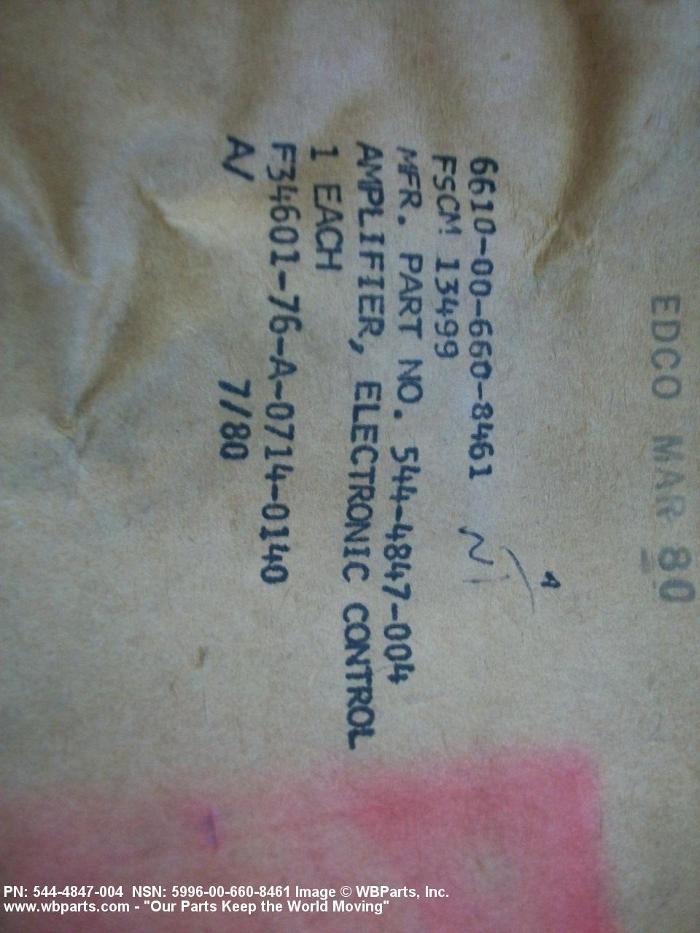 EDCO MAR 80
6610-00-660-8461
FSCM 13499
MFR. PART NO. 544-4847-004
AMPLIFIER, ELECTRONIC CONTROL
1 EACH
F34601-76-A-0714-0140
A/ 7/80
PN: 544-4847-004 NSN: 5996-00-660-8461 Image © WBParts, Inc.
www.wbparts.com - "Our Parts Keep the World Moving"